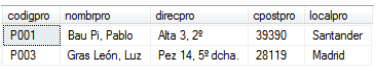 codigpro nombrpro direcpro cpostpro localpro
P001 Bau Pi, Pablo Alta 3, 2º 39390 Santander
P003 Gras León, Luz Pez 14, 5º dcha. 28119 Madrid